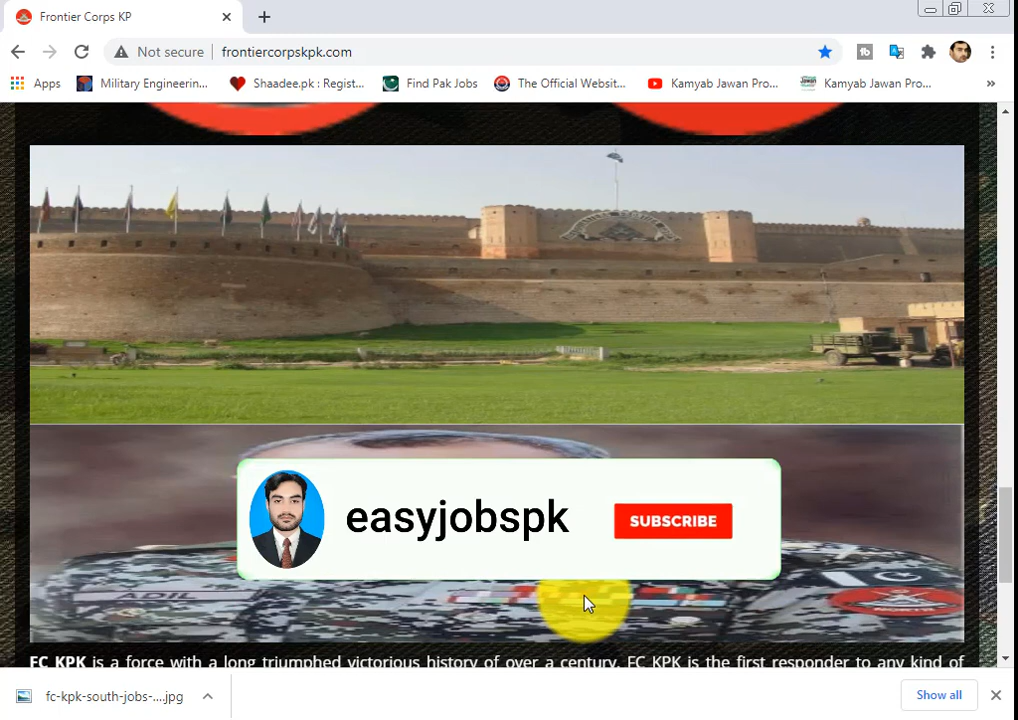 Frontier Corps KP
Not secure frontiercorpskpk.com
Apps Military Engineerin... Shaadee.pk : Regist... Find Pak Jobs The Official Websit... Kamyab Jawan Pro... Kamyab Jawan Pro... »
easyjobspk SUBSCRIBE
ADIL
FC KPK is a force with a long triumphed victorious history of over a century. FC KPK is the first responder to any kind of
fc-kpk-south-jobs-....jpg Show all